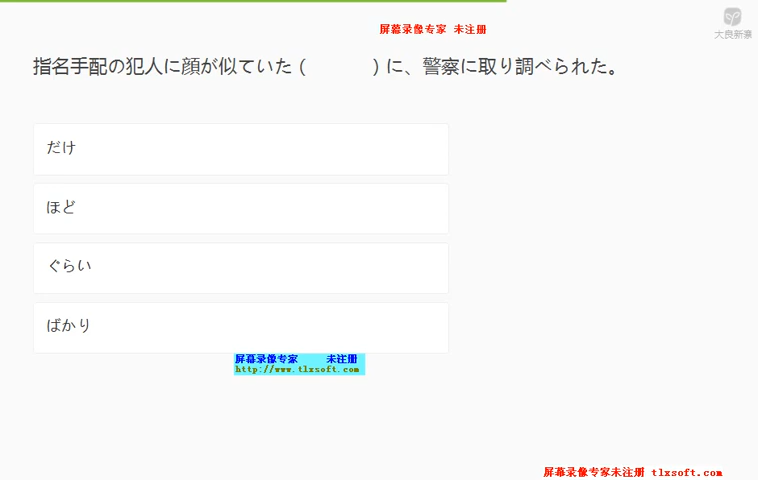 屏幕录像专家 未注册
大良新禀
指名手配の犯人に顔が似ていた ( ) に、警察に取り調べられた。
だけ
ほど
ぐらい
ばかり
屏幕录像专家 未注册
http://www.tlxsoft.com
屏幕录像专家未注册 tlxsoft.com